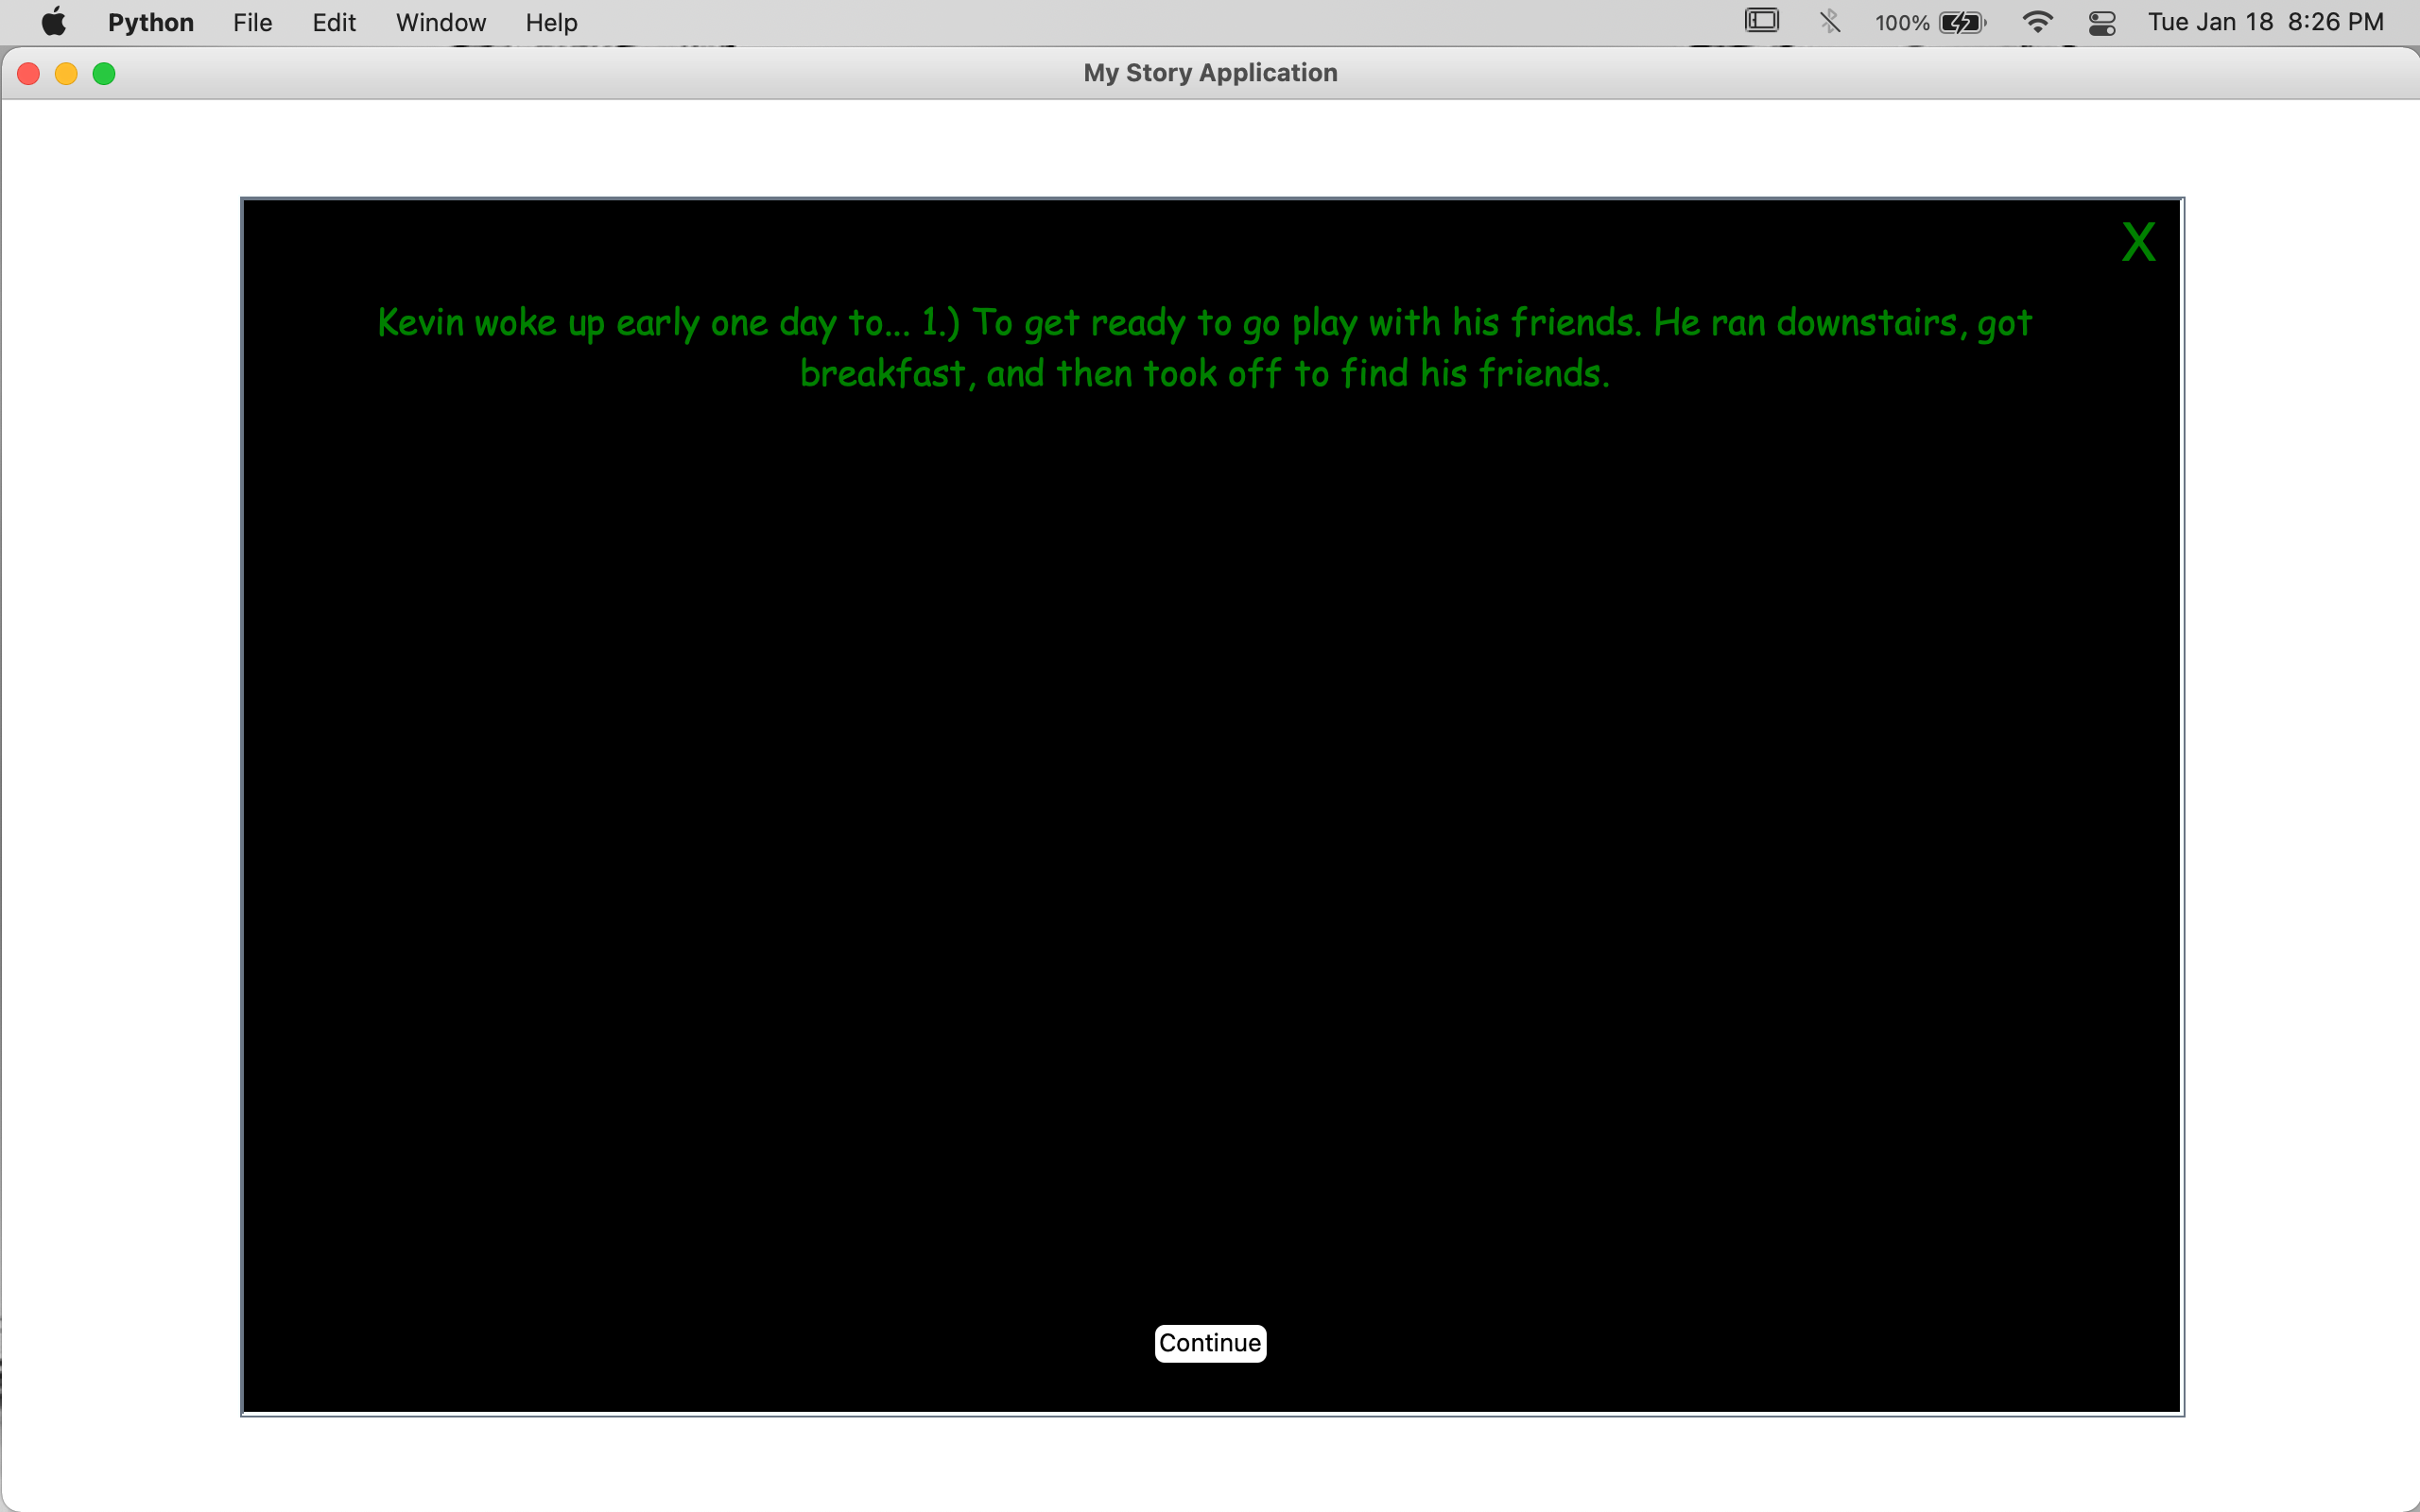 Python File Edit Window Help 100% Tue Jan 18 8:26 PM
My Story Application
X
Kevin woke up early one day to... 1.) To get ready to go play with his friends. He ran downstairs, got
breakfast, and then took off to find his friends.
Continue